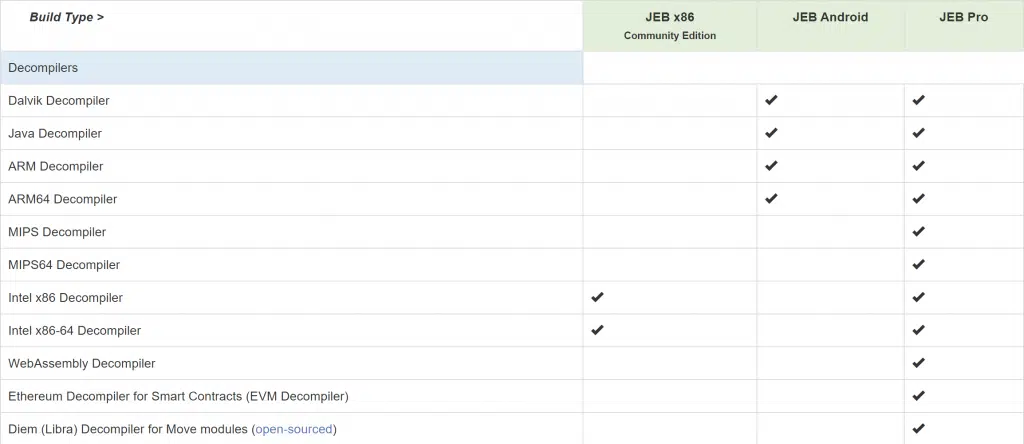 Build Type > JEB x86 JEB Android JEB Pro
Community Edition
Decompilers
Dalvik Decompiler ✔ ✔
Java Decompiler ✔ ✔
ARM Decompiler ✔ ✔
ARM64 Decompiler ✔ ✔
MIPS Decompiler ✔
MIPS64 Decompiler ✔
Intel x86 Decompiler ✔ ✔
Intel x86-64 Decompiler ✔ ✔
WebAssembly Decompiler ✔
Ethereum Decompiler for Smart Contracts (EVM Decompiler) ✔
Diem (Libra) Decompiler for Move modules (open-sourced) ✔